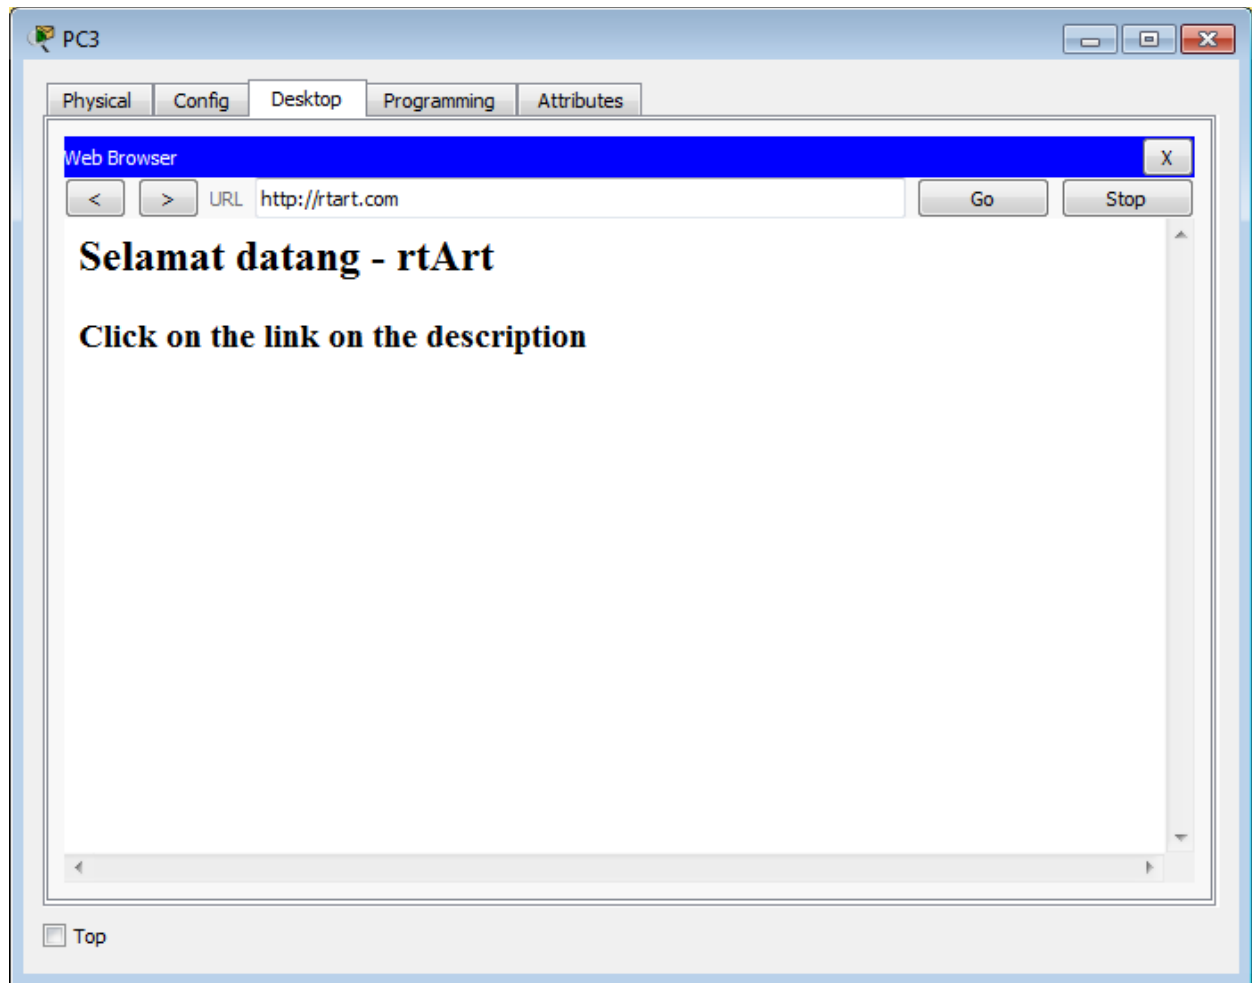 PC3
Physical Config Desktop Programming Attributes
Web Browser X
< > URL http://rtart.com Go Stop
Selamat datang - rtArt
Click on the link on the description
Top